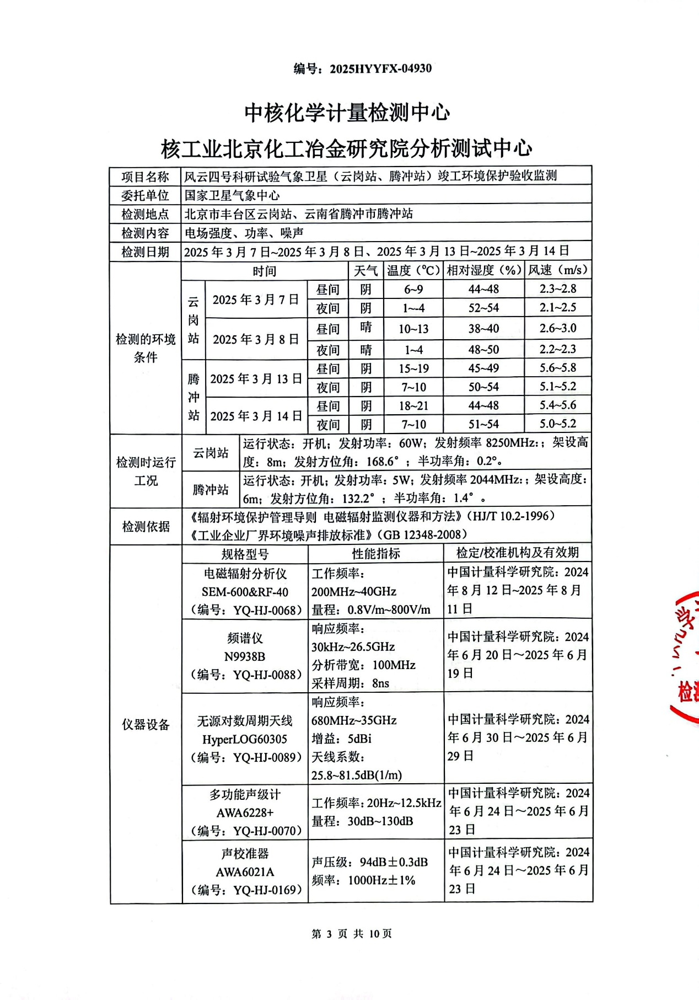 编号：2025HYYFX-04930
中核化学计量检测中心
核工业北京化工冶金研究院分析测试中心
项目名称 风云四号科研试验气象卫星（云岗站、腾冲站）竣工环境保护验收监测
委托单位 国家卫星气象中心
检测地点 北京市丰台区云岗站、云南省腾冲市腾冲站
检测内容 电场强度、功率、噪声
检测日期 2025 年 3 月 7 日~2025 年 3 月 8 日、2025 年 3 月 13 日~2025 年 3 月 14 日
检测的环境
条件
时间 天气 温度（℃） 相对湿度（%） 风速（m/s）
云
岗
站
2025 年 3 月 7 日 昼间 阴 6~9 44~48 2.3~2.8
夜间 阴 1~-4 52~54 2.1~2.5
2025 年 3 月 8 日 昼间 晴 10~13 38~40 2.6~3.0
夜间 晴 1~4 48~50 2.2~2.3
腾
冲
站
2025 年 3 月 13 日 昼间 阴 15~19 45~49 5.6~5.8
夜间 阴 7~10 50~54 5.1~5.2
2025 年 3 月 14 日 昼间 阴 18~21 44~48 5.4~5.6
夜间 阴 7~10 51~54 5.0~5.2
检测时运行
工况
云岗站
运行状态：开机；发射功率：60W；发射频率 8250MHz:；架设高
度：8m；发射方位角：168.6°；半功率角：0.2°。
腾冲站
运行状态：开机；发射功率：5W；发射频率 2044MHz:；架设高度：
6m；发射方位角：132.2°；半功率角：1.4°。
检测依据
《辐射环境保护管理导则 电磁辐射监测仪器和方法》（HJ/T 10.2-1996）
《工业企业厂界环境噪声排放标准》（GB 12348-2008）
仪器设备
规格型号 性能指标 检定/校准机构及有效期
电磁辐射分析仪
SEM-600&RF-40
（编号：YQ-HJ-0068）
工作频率：
200MHz~40GHz
量程：0.8V/m~800V/m
中国计量科学研究院：2024
年 8 月 12 日~2025 年 8 月
11 日
频谱仪
N9938B
（编号：YQ-HJ-0088）
响应频率：
30kHz~26.5GHz
分析带宽：100MHz
采样周期：8ns
中国计量科学研究院：2024
年 6 月 20 日～2025 年 6 月
19 日
无源对数周期天线
HyperLOG60305
（编号：YQ-HJ-0089）
响应频率：
680MHz~35GHz
增益：5dBi
天线系数：
25.8~81.5dB(1/m)
中国计量科学研究院：2024
年 6 月 30 日～2025 年 6 月
29 日
多功能声级计
AWA6228+
（编号：YQ-HJ-0070）
工作频率：20Hz~12.5kHz
量程：30dB~130dB
中国计量科学研究院：2024
年 6 月 24 日～2025 年 6 月
23 日
声校准器
AWA6021A
（编号：YQ-HJ-0169）
声压级：94dB±0.3dB
频率：1000Hz±1%
中国计量科学研究院：2024
年 6 月 24 日～2025 年 6 月
23 日
学
检
第 3 页 共 10 页